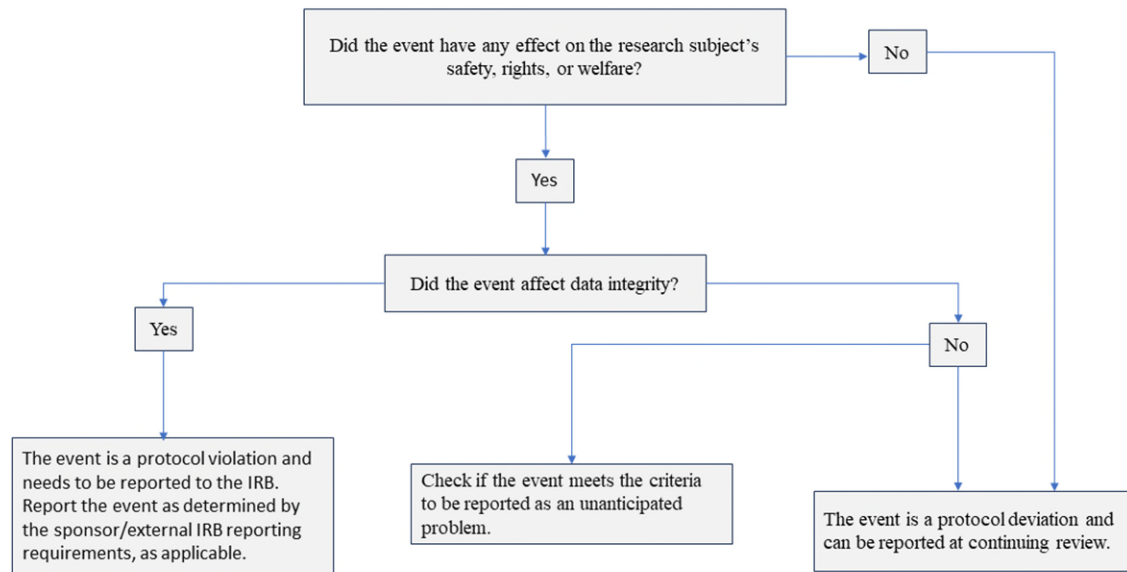 Did the event have any effect on the research subject's
safety, rights, or welfare?
No
Yes
Did the event affect data integrity?
Yes
No
The event is a protocol violation and
needs to be reported to the IRB.
Report the event as determined by
the sponsor/external IRB reporting
requirements, as applicable.
Check if the event meets the criteria
to be reported as an unanticipated
problem.
The event is a protocol deviation and
can be reported at continuing review.